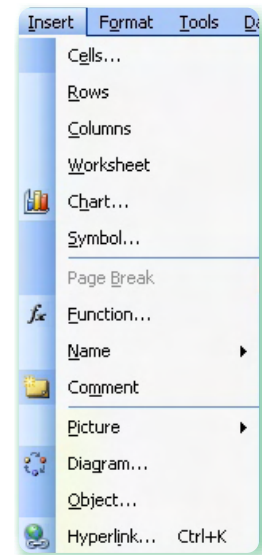 Insert Format Tools Da
Cells...
Rows
Columns
Worksheet
Chart...
Symbol...
Page Break
fx Function...
Name
Comment
Picture
Diagram...
Object...
Hyperlink... Ctrl+K